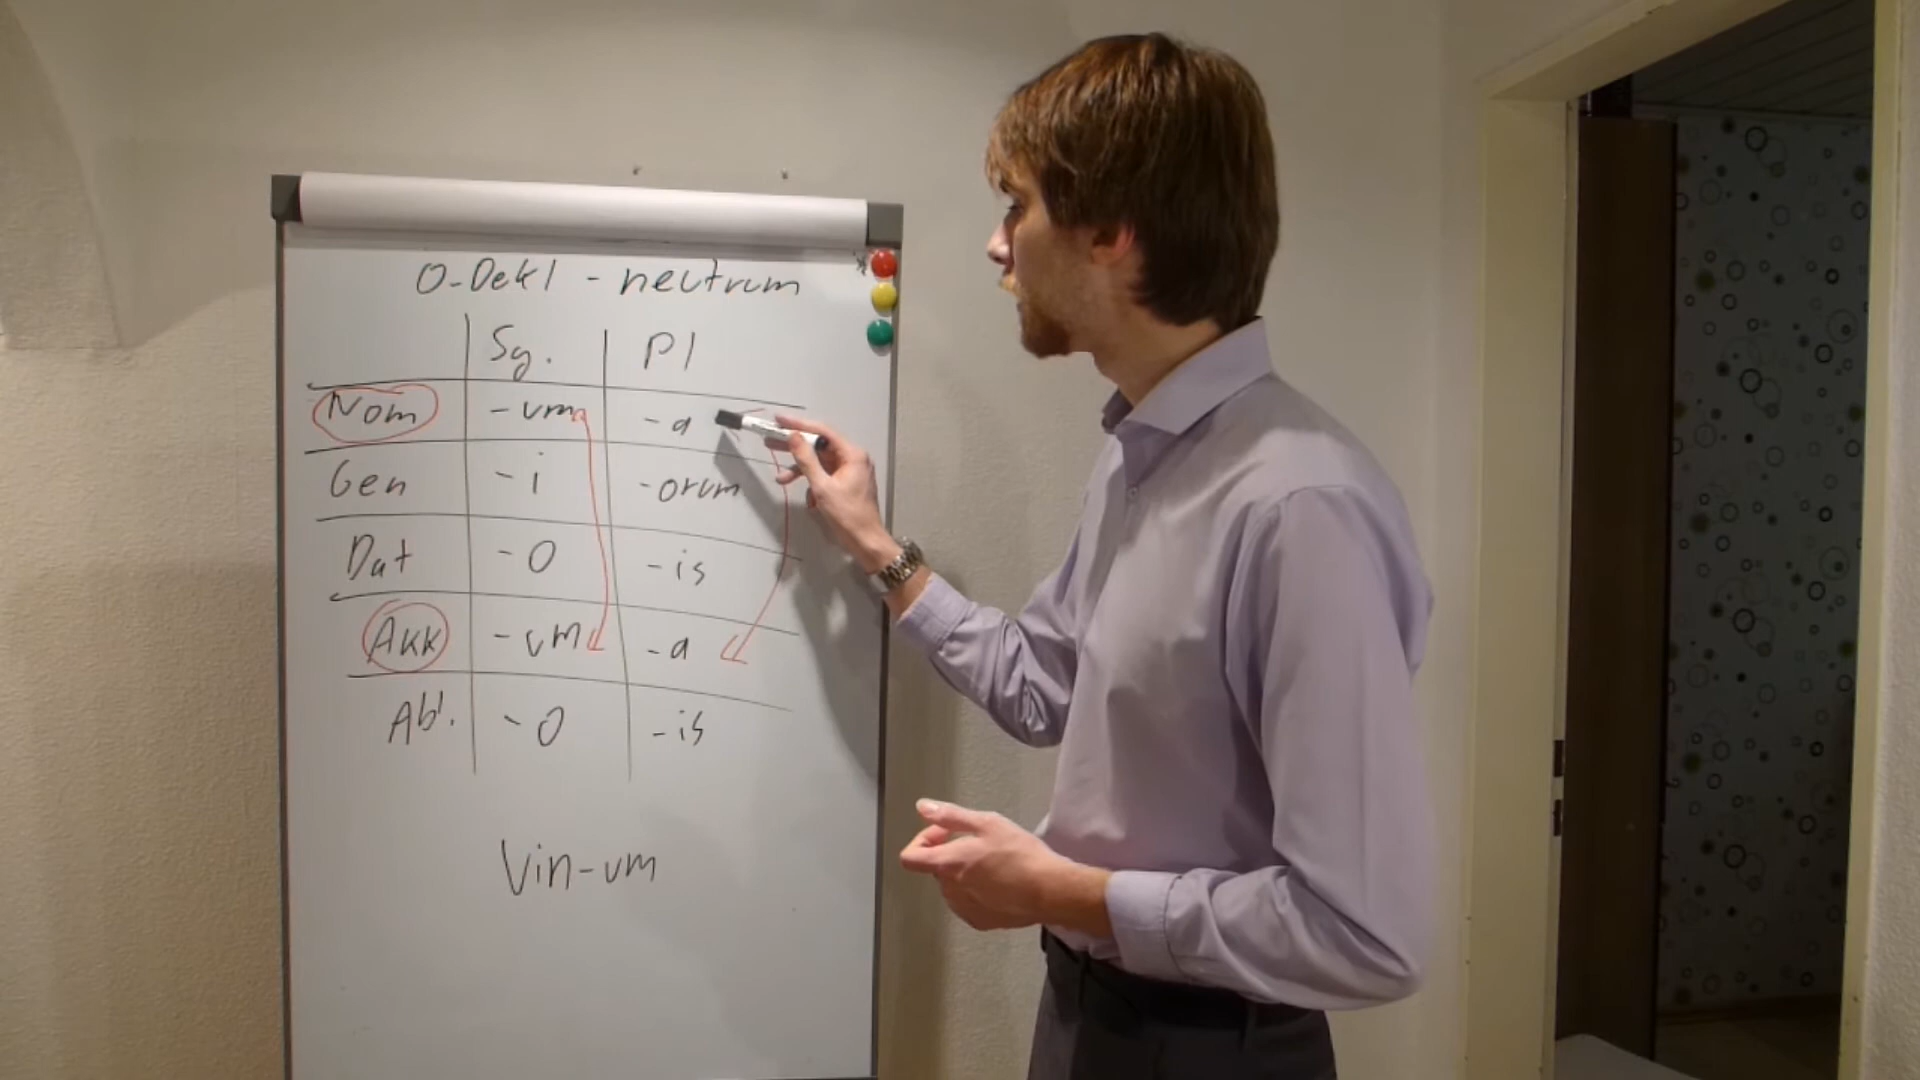 O-Dekl - neutrum
Sg. Pl
Nom -um -a
Gen -i -orum
Dat -o -is
Akk -um -a
Abl. -o -is
Vin-um